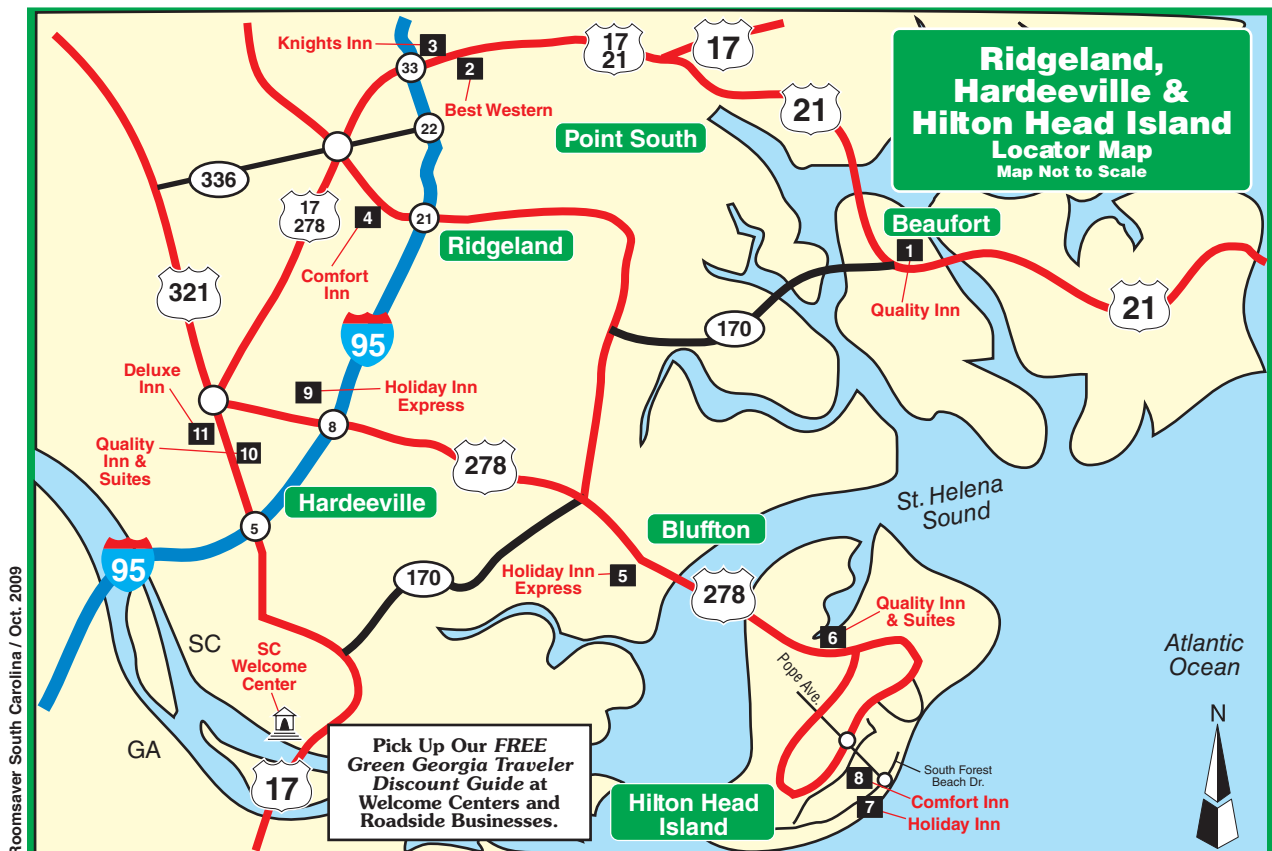 Ridgeland,
Hardeeville &
Hilton Head Island
Locator Map
Map Not to Scale
Knights Inn
3
33
2
Best Western
17
21
17
21
22
Point South
336
17
278
4
Comfort
Inn
21
Ridgeland
Beaufort
1
Quality Inn
21
321
95
170
Deluxe
Inn
9
Holiday Inn
Express
8
11
Quality
Inn &
Suites
10
278
Hardeeville
5
95
St. Helena
Sound
Bluffton
170
Holiday Inn
Express
5
278
Quality Inn
& Suites
6
Pope Ave.
Atlantic
Ocean
SC
SC
Welcome
Center
GA
17
Pick Up Our FREE
Green Georgia Traveler
Discount Guide at
Welcome Centers and
Roadside Businesses.
Hilton Head
Island
South Forest
Beach Dr.
8
Comfort Inn
7
Holiday Inn
N
Roomsaver South Carolina / Oct. 2009